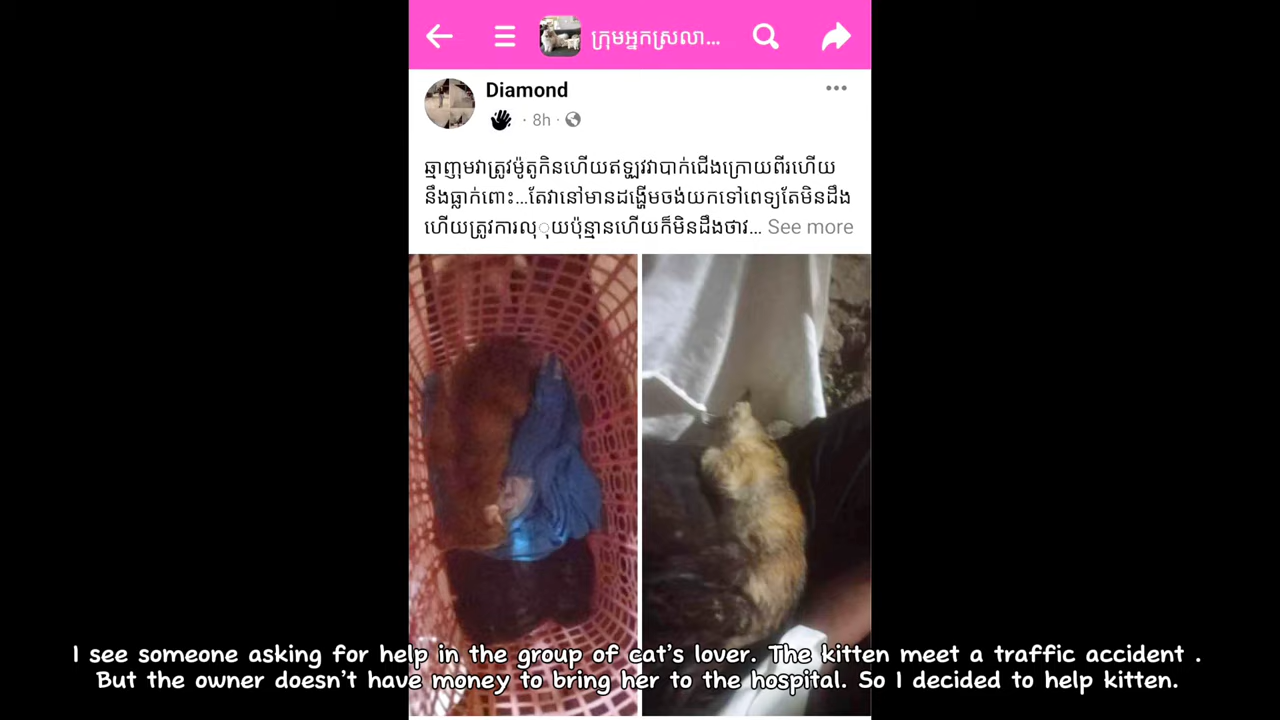 ក្រុមអ្នកស្រលា...
Diamond
8h
ឆ្មាញុមវាត្រូវម៉ូតូកិនហើយឥឡូវវាបាក់ជើងក្រោយពីរហើយ
នឹងធ្លាក់ពោះ...តែវានៅមានដង្ហើមចង់យកទៅពេទ្យតែមិនដឹង
ហើយត្រូវការលុុយប៉ុន្មានហើយក៏មិនដឹងថាវ... See more
I see someone asking for help in the group of cat's lover. The kitten meet a traffic accident .
But the owner doesn't have money to bring her to the hospital. So I decided to help kitten.